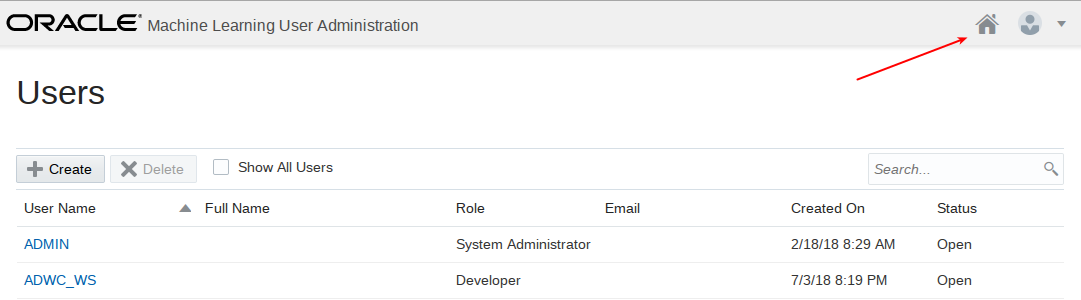 ORACLE® Machine Learning User Administration
Users
Create Delete Show All Users Search...
User Name Full Name Role Email Created On Status
ADMIN System Administrator 2/18/18 8:29 AM Open
ADWC_WS Developer 7/3/18 8:19 PM Open